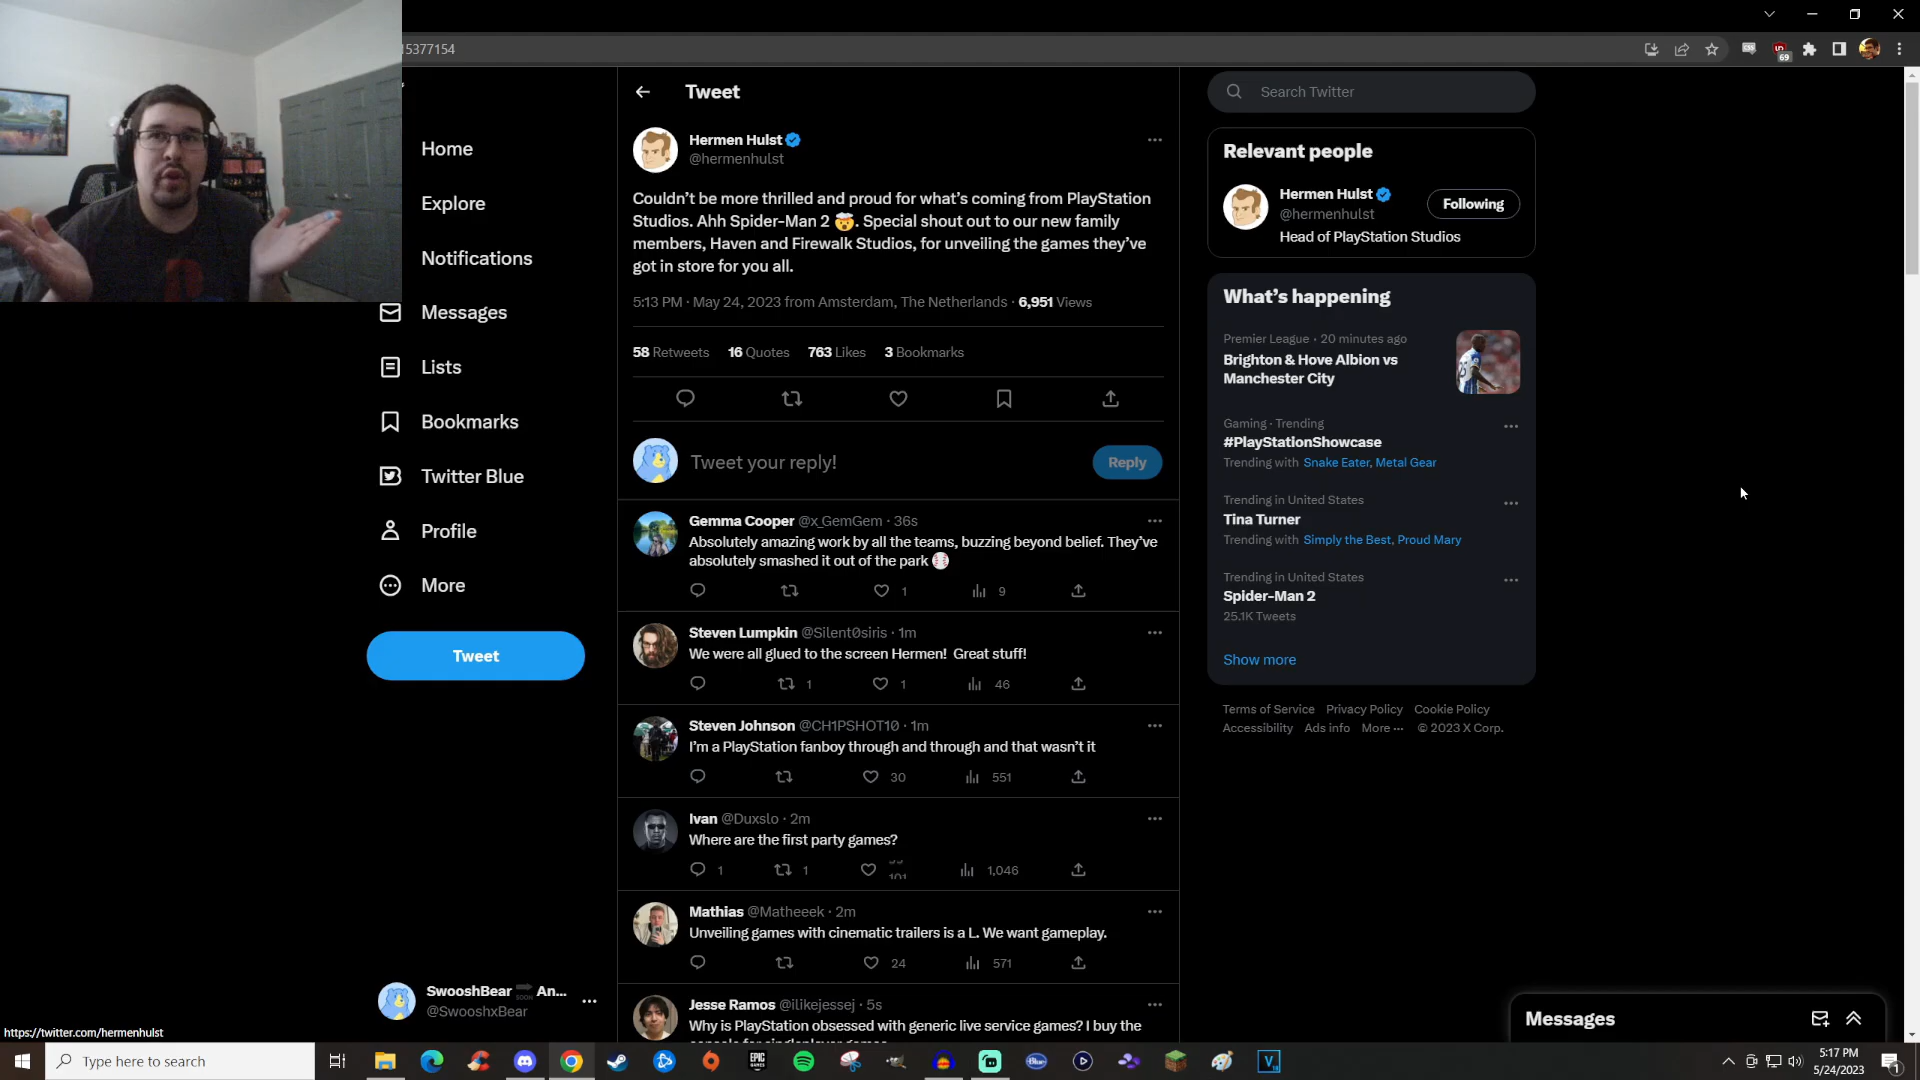 15377154
69
Home
Explore
Notifications
Messages
Lists
Bookmarks
Twitter Blue
Profile
More
Tweet
SwooshBear SOON An...
@SwooshxBear
https://twitter.com/hermenhulst
Tweet
Hermen Hulst
@hermenhulst
Couldn't be more thrilled and proud for what's coming from PlayStation
Studios. Ahh Spider-Man 2 🤯. Special shout out to our new family
members, Haven and Firewalk Studios, for unveiling the games they've
got in store for you all.
5:13 PM · May 24, 2023 from Amsterdam, The Netherlands · 6,951 Views
58 Retweets 16 Quotes 763 Likes 3 Bookmarks
Tweet your reply!
Reply
Gemma Cooper @x_GemGem · 36s
Absolutely amazing work by all the teams, buzzing beyond belief. They've
absolutely smashed it out of the park ⚾
1 9
Steven Lumpkin @Silent0siris · 1m
We were all glued to the screen Hermen! Great stuff!
1 1 46
Steven Johnson @CH1PSHOT10 · 1m
I'm a PlayStation fanboy through and through and that wasn't it
30 551
Ivan @Duxslo · 2m
Where are the first party games?
1 1 101 1,046
Mathias @Matheeek · 2m
Unveiling games with cinematic trailers is a L. We want gameplay.
24 571
Jesse Ramos @ilikejessej · 5s
Why is PlayStation obsessed with generic live service games? I buy the
console for singleplayer games
Search Twitter
Relevant people
Hermen Hulst
@hermenhulst
Following
Head of PlayStation Studios
What's happening
Premier League · 20 minutes ago
Brighton & Hove Albion vs
Manchester City
Gaming · Trending
#PlayStationShowcase
Trending with Snake Eater, Metal Gear
Trending in United States
Tina Turner
Trending with Simply the Best, Proud Mary
Trending in United States
Spider-Man 2
25.1K Tweets
Show more
Terms of Service Privacy Policy Cookie Policy
Accessibility Ads info More ··· © 2023 X Corp.
Messages
Type here to search
EPIC GAMES
Blue
V
5:17 PM
5/24/2023
1